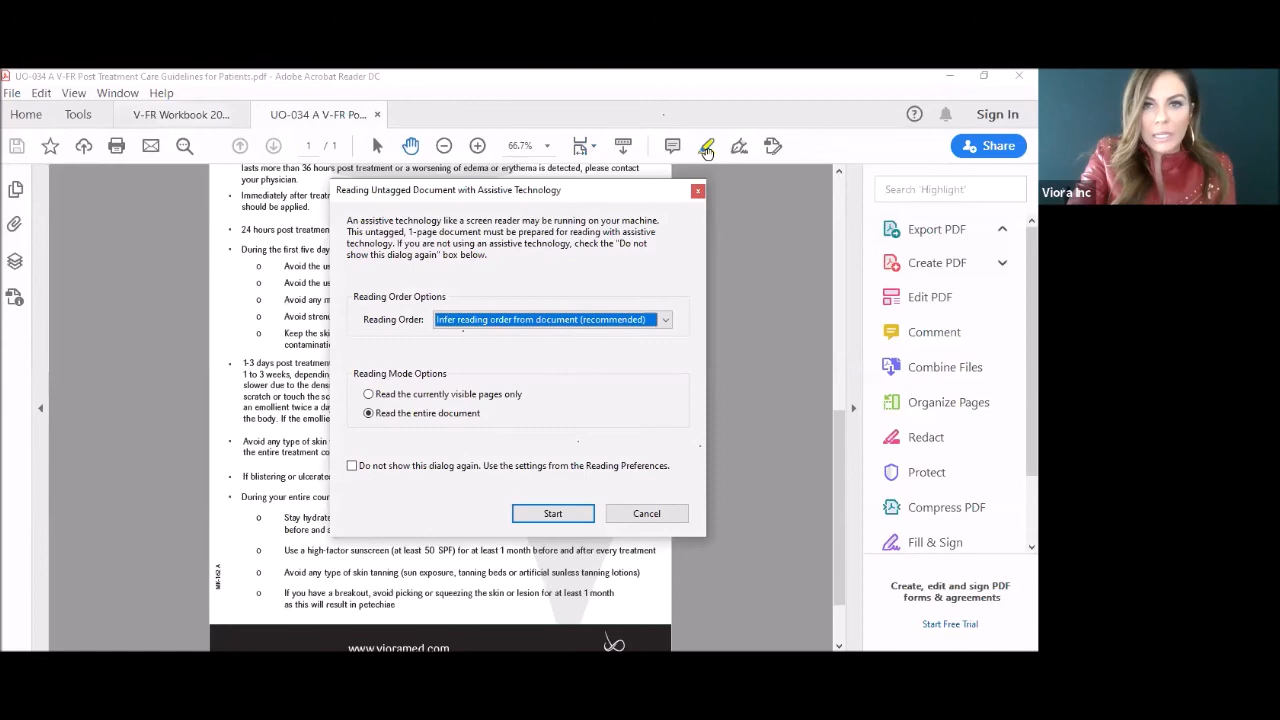 UO-034 A V-FR Post Treatment Care Guidelines for Patients.pdf - Adobe Acrobat Reader DC
File Edit View Window Help
Home Tools V-FR Workbook 20... UO-034 A V-FR Po... × Sign In
1 / 1 66.7% Share
lasts more than 36 hours post treatment or a worsening of edema or erythema is detected, please contact
your physician.
• Immediately after treatm
should be applied.
• 24 hours post treatment
• During the first five day
o Avoid the us
o Avoid the us
o Avoid any m
o Avoid strenu
o Keep the ski
contaminatio
• 1-3 days post treatment
1 to 3 weeks, depending
slower due to the dens
scratch or touch the sc
an emollient twice a da
the body. If the emollie
• Avoid any type of skin
the entire treatment co
• If blistering or ulcerate
• During your entire cour
o Stay hydrate
before and a
o Use a high-factor sunscreen (at least 50 SPF) for at least 1 month before and after every treatment
o Avoid any type of skin tanning (sun exposure, tanning beds or artificial sunless tanning lotions)
o If you have a breakout, avoid picking or squeezing the skin or lesion for at least 1 month
as this will result in petechiae
www.vioramed.com
Reading Untagged Document with Assistive Technology
An assistive technology like a screen reader may be running on your machine.
This untagged, 1-page document must be prepared for reading with assistive
technology. If you are not using an assistive technology, check the "Do not
show this dialog again" box below.
Reading Order Options
Reading Order: Infer reading order from document (recommended)
Reading Mode Options
Read the currently visible pages only
Read the entire document
Do not show this dialog again. Use the settings from the Reading Preferences.
Start Cancel
Search 'Highlight'
Export PDF
Create PDF
Edit PDF
Comment
Combine Files
Organize Pages
Redact
Protect
Compress PDF
Fill & Sign
Create, edit and sign PDF
forms & agreements
Start Free Trial
Viora Inc